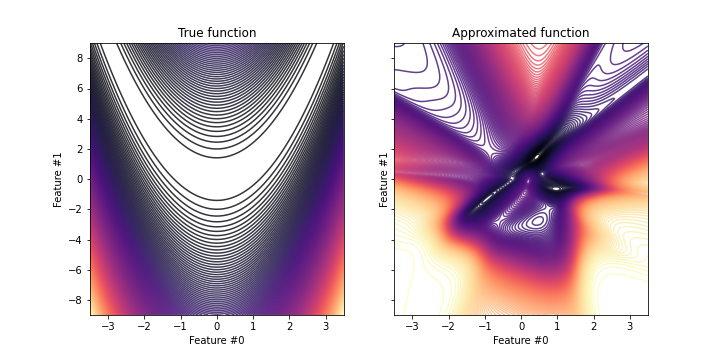 True function
Approximated function
8
6
4
2
0
−2
−4
−6
−8
Feature #1
Feature #1
−3 −2 −1 0 1 2 3
−3 −2 −1 0 1 2 3
Feature #0
Feature #0